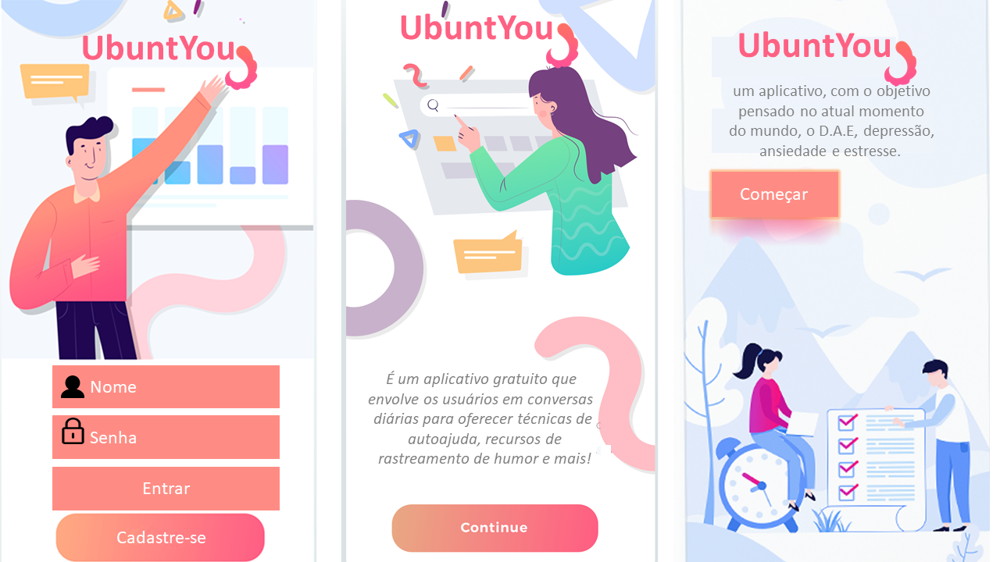 UbuntYou
Nome
Senha
Entrar
Cadastre-se
UbuntYou
É um aplicativo gratuito que
envolve os usuários em conversas
diárias para oferecer técnicas de
autoajuda, recursos de
rastreamento de humor e mais!
Continue
UbuntYou
um aplicativo, com o objetivo
pensado no atual momento
do mundo, o D.A.E, depressão,
ansiedade e estresse.
Começar